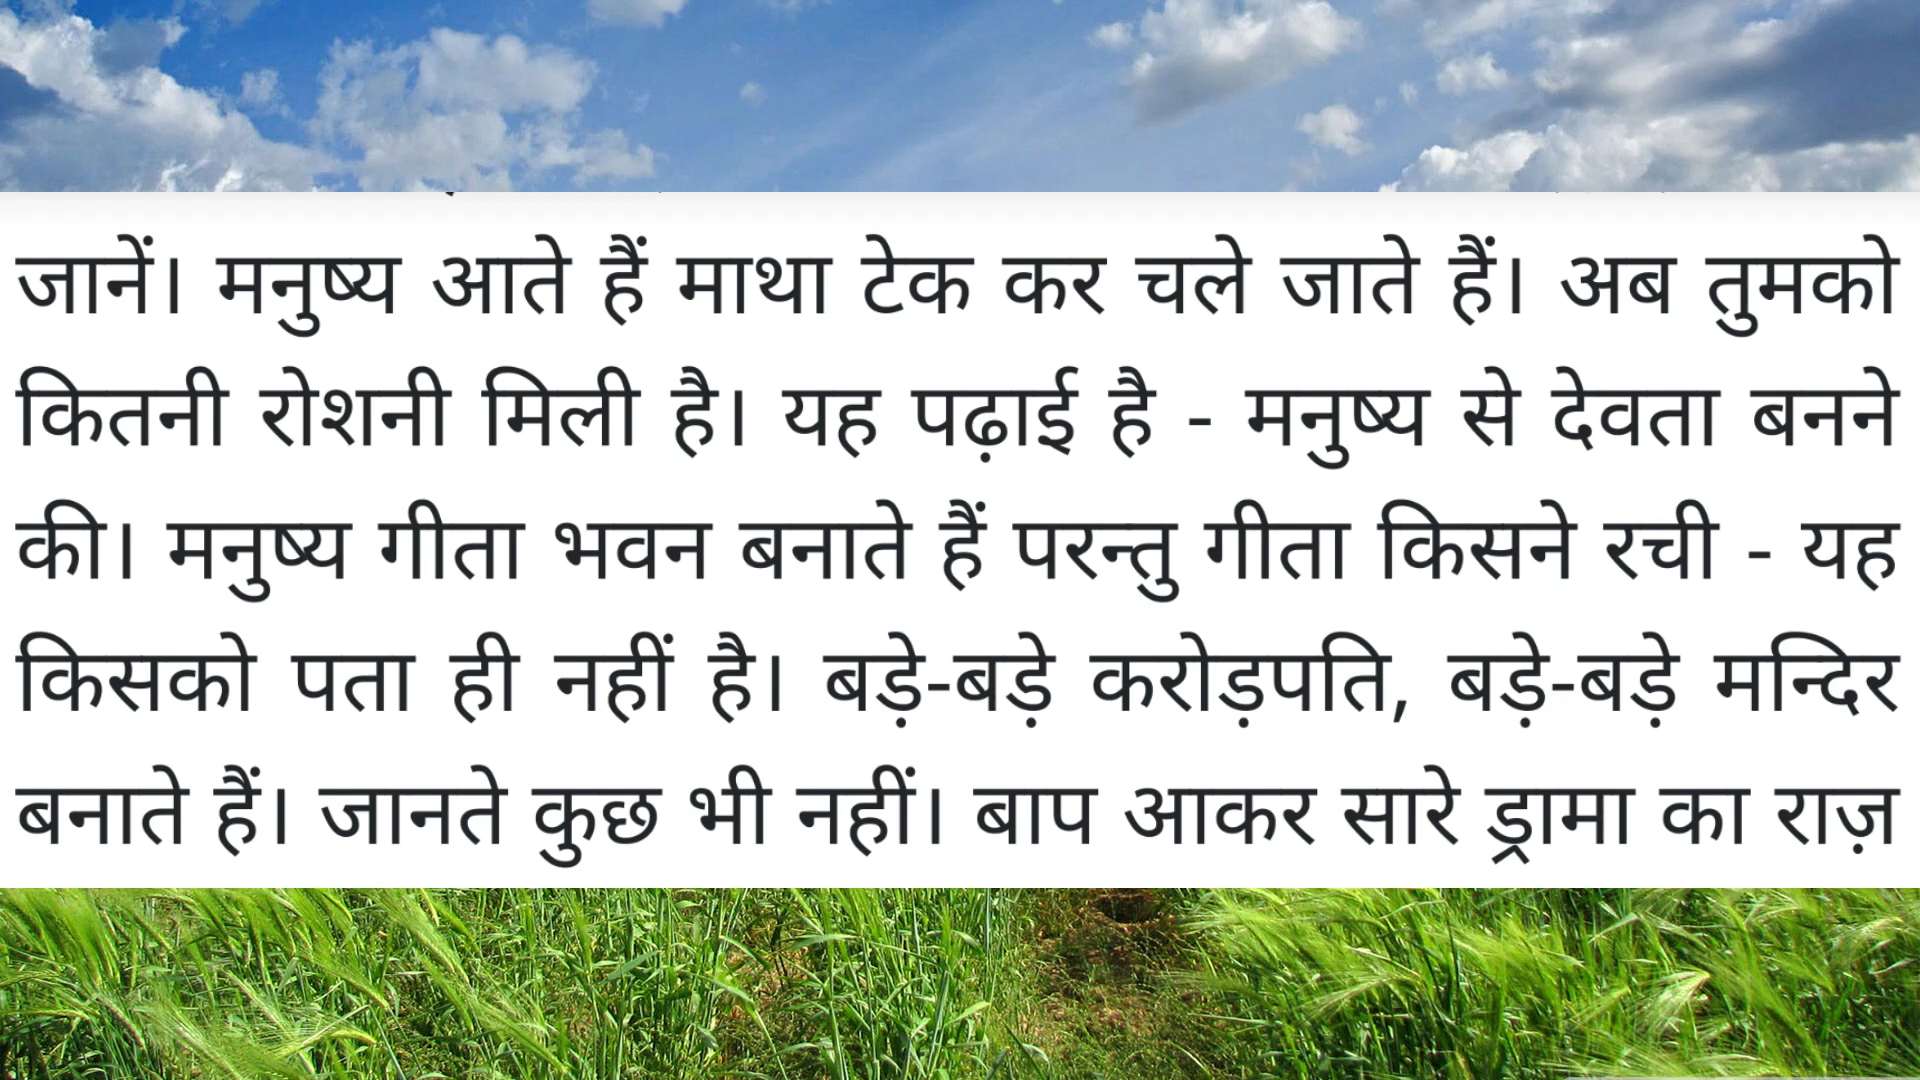 जानें। मनुष्य आते हैं माथा टेक कर चले जाते हैं। अब तुमको
कितनी रोशनी मिली है। यह पढ़ाई है - मनुष्य से देवता बनने
की। मनुष्य गीता भवन बनाते हैं परन्तु गीता किसने रची - यह
किसको पता ही नहीं है। बड़े-बड़े करोड़पति, बड़े-बड़े मन्दिर
बनाते हैं। जानते कुछ भी नहीं। बाप आकर सारे ड्रामा का राज़